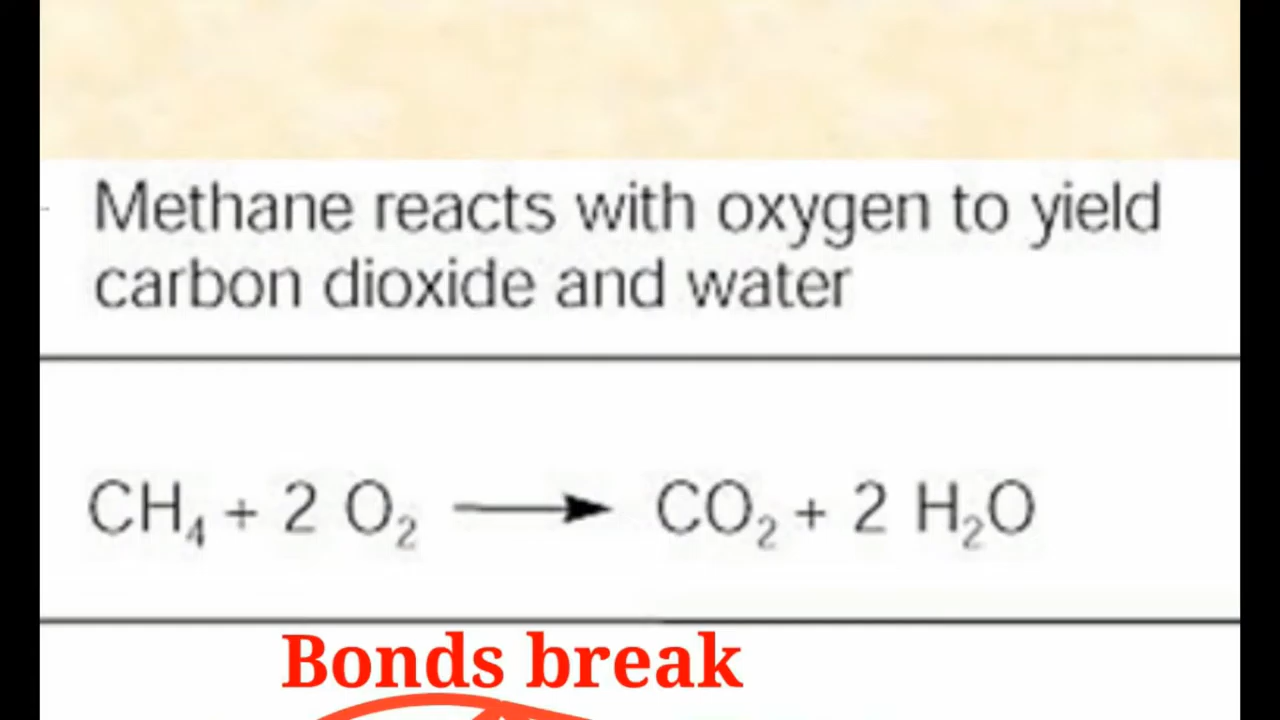 Methane reacts with oxygen to yield
carbon dioxide and water
CH₄ + 2 O₂ ⟶ CO₂ + 2 H₂O
Bonds break